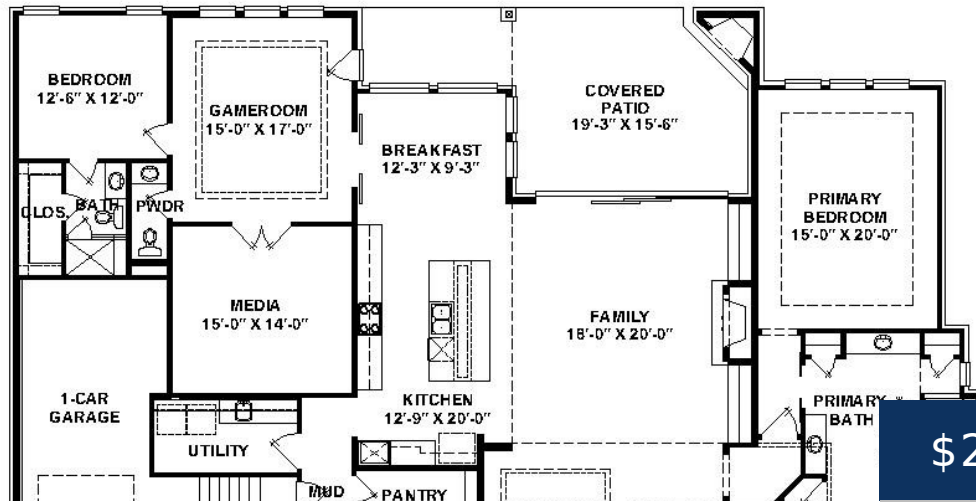 BEDROOM
12'-6" X 12'-0"
GAMEROOM
15'-0" X 17'-0"
COVERED
PATIO
19'-3" X 15'-6"
BREAKFAST
12'-3" X 9'-3"
PRIMARY
BEDROOM
15'-0" X 20'-0"
CLOS.
BATH
PWDR
MEDIA
15'-0" X 14'-0"
FAMILY
18'-0" X 20'-0"
1-CAR
GARAGE
KITCHEN
12'-9" X 20'-0"
PRIMARY
BATH
UTILITY
MUD
PANTRY
$2